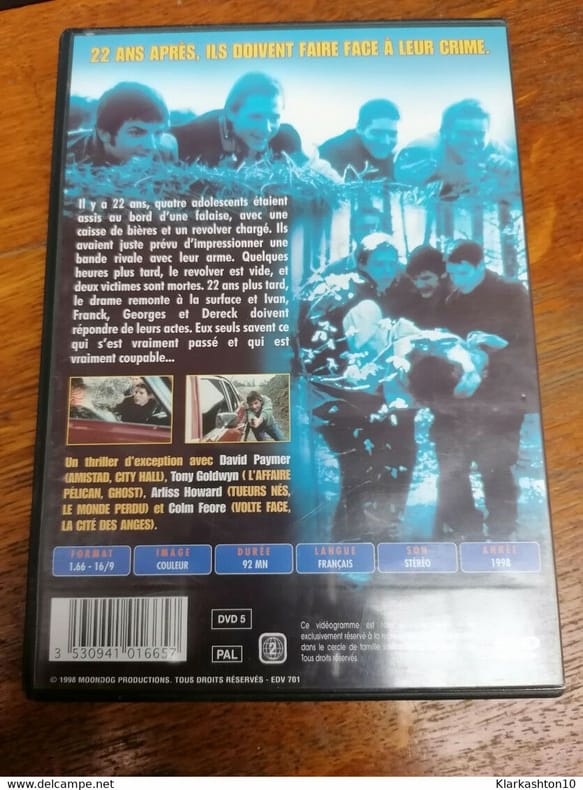 22 ANS APRÈS, ILS DOIVENT FAIRE FACE À LEUR CRIME.
Il y a 22 ans, quatre adolescents étaient
assis au bord d'une falaise, avec une
caisse de bières et un revolver chargé. Ils
avaient juste prévu d'impressionner une
bande rivale avec leur arme. Quelques
heures plus tard, le revolver est vide, et
deux victimes sont mortes. 22 ans plus tard,
le drame remonte à la surface et Ivan,
Franck, Georges et Dereck doivent
répondre de leurs actes. Eux seuls savent ce
qui s'est vraiment passé et qui est
vraiment coupable...
Un thriller d'exception avec David Paymer
(AMISTAD, CITY HALL), Tony Goldwyn ( L'AFFAIRE
PÉLICAN, GHOST), Arliss Howard (TUEURS NÉS,
LE MONDE PERDU) et Colm Feore (VOLTE FACE,
LA CITÉ DES ANGES).
FORMAT IMAGE DURÉE LANGUE SON ANNÉE
1.66 - 16/9 COULEUR 92 MN FRANÇAIS STÉRÉO 1998
3 530941 016657
DVD 5
PAL
2
Ce vidéogramme, est
exclusivement réservé à la
dans le cercle de famille
Tous droits réservés.
© 1998 MOONDOG PRODUCTIONS. TOUS DROITS RÉSERVÉS - EDV 701
Klarkashton10